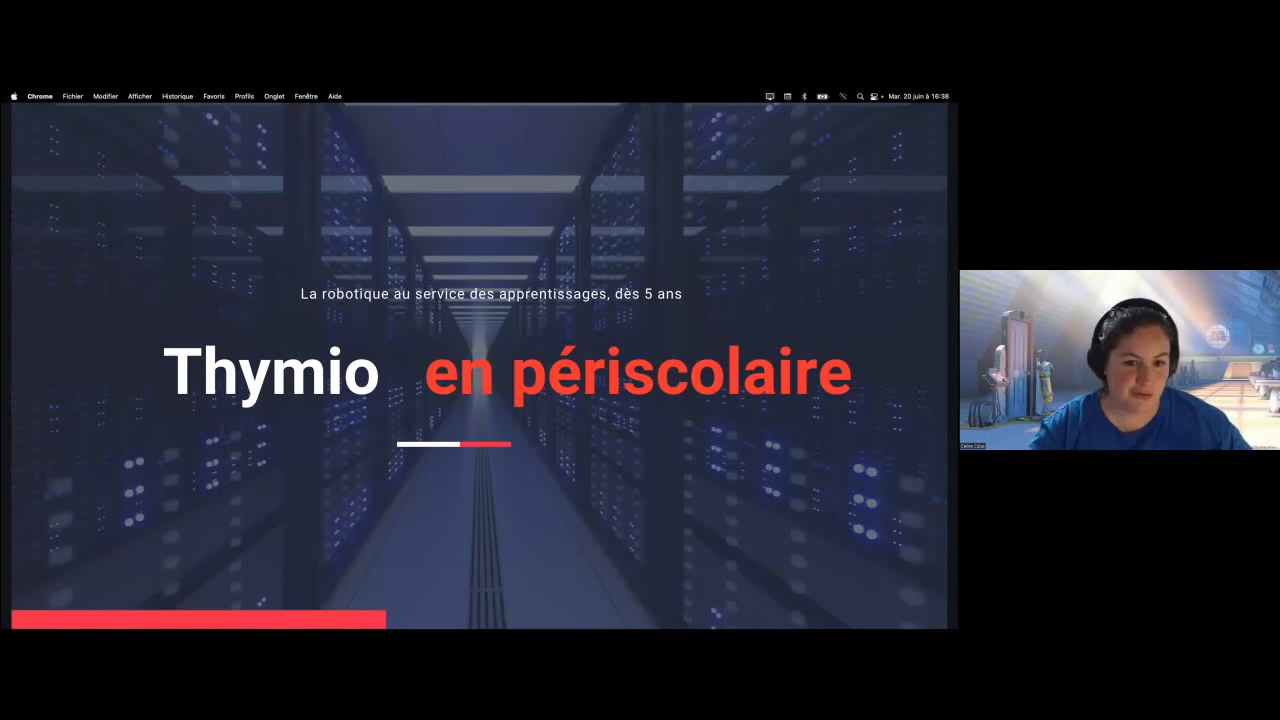 Chrome Fichier Modifier Afficher Historique Favoris Profils Onglet Fenêtre Aide Mar. 20 juin à 16:38
La robotique au service des apprentissages, dès 5 ans
Thymio en périscolaire